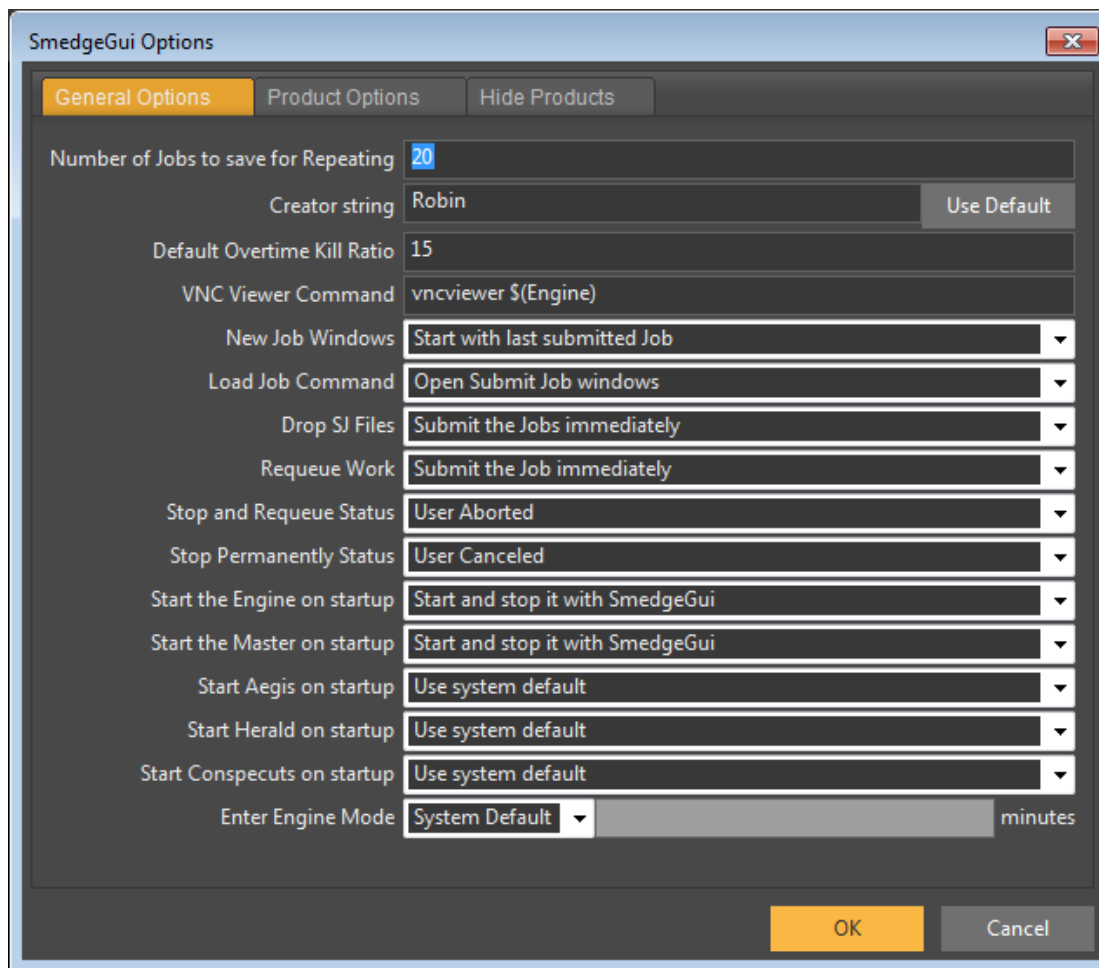 SmedgeGui Options
General Options Product Options Hide Products
Number of Jobs to save for Repeating 20
Creator string Robin Use Default
Default Overtime Kill Ratio 15
VNC Viewer Command vncviewer $(Engine)
New Job Windows Start with last submitted Job
Load Job Command Open Submit Job windows
Drop SJ Files Submit the Jobs immediately
Requeue Work Submit the Job immediately
Stop and Requeue Status User Aborted
Stop Permanently Status User Canceled
Start the Engine on startup Start and stop it with SmedgeGui
Start the Master on startup Start and stop it with SmedgeGui
Start Aegis on startup Use system default
Start Herald on startup Use system default
Start Conspecuts on startup Use system default
Enter Engine Mode System Default minutes
OK Cancel